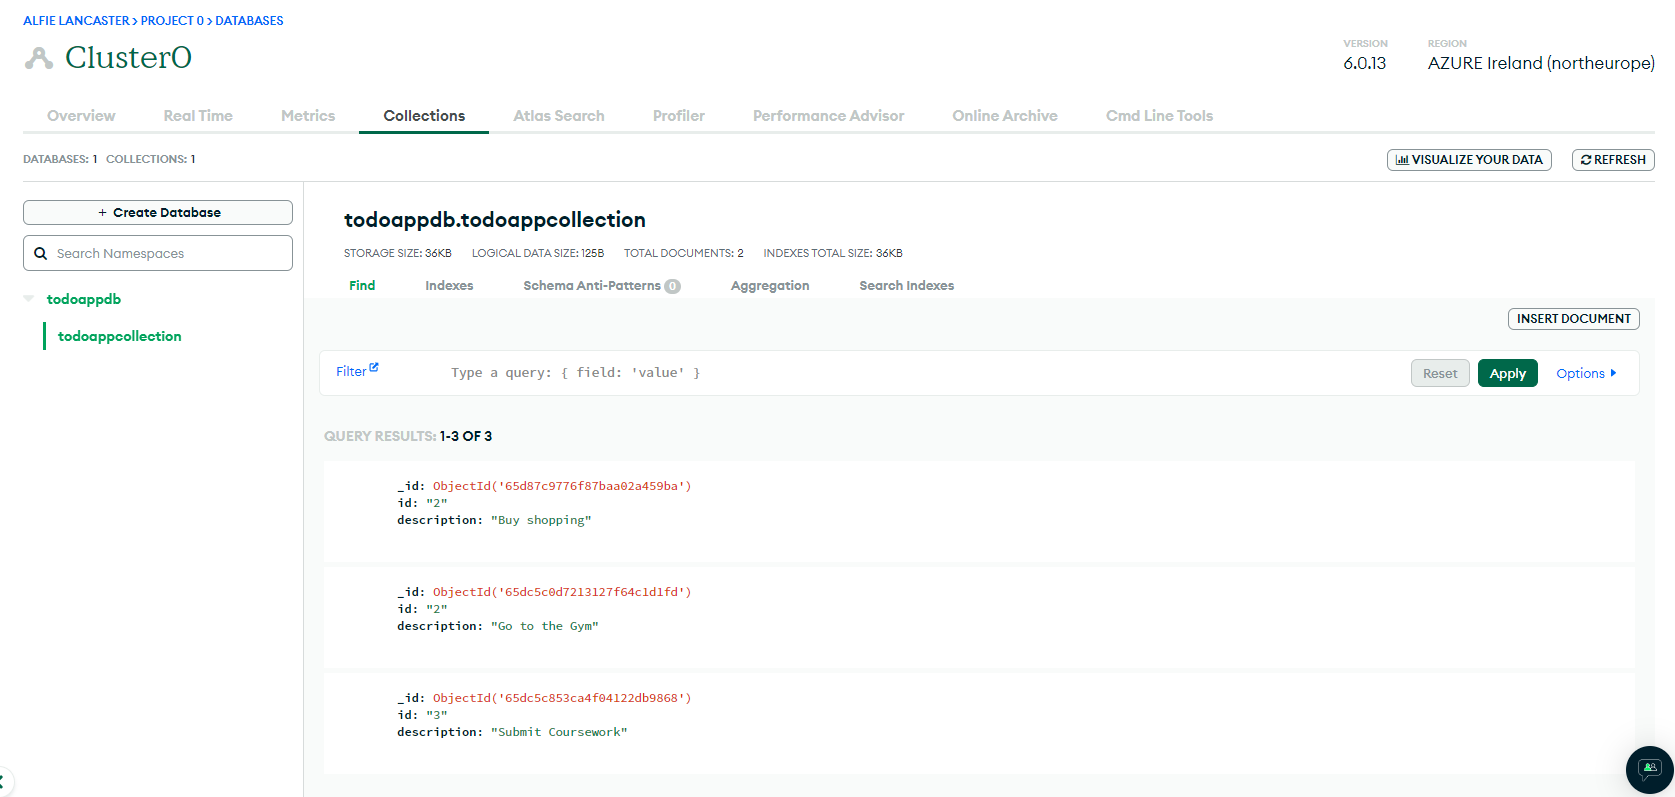 ALFIE LANCASTER > PROJECT 0 > DATABASES
Cluster0
VERSION
6.0.13
REGION
AZURE Ireland (northeurope)
Overview Real Time Metrics Collections Atlas Search Profiler Performance Advisor Online Archive Cmd Line Tools
DATABASES: 1 COLLECTIONS: 1
VISUALIZE YOUR DATA
REFRESH
+ Create Database
Search Namespaces
todoappdb
todoappcollection
todoappdb.todoappcollection
STORAGE SIZE: 36KB LOGICAL DATA SIZE: 125B TOTAL DOCUMENTS: 2 INDEXES TOTAL SIZE: 36KB
Find Indexes Schema Anti-Patterns 0 Aggregation Search Indexes
INSERT DOCUMENT
Filter Type a query: { field: 'value' } Reset Apply Options
QUERY RESULTS: 1-3 OF 3
_id: ObjectId('65d87c9776f87baa02a459ba')
id: "2"
description: "Buy shopping"
_id: ObjectId('65dc5c0d7213127f64c1d1fd')
id: "2"
description: "Go to the Gym"
_id: ObjectId('65dc5c853ca4f04122db9868')
id: "3"
description: "Submit Coursework"